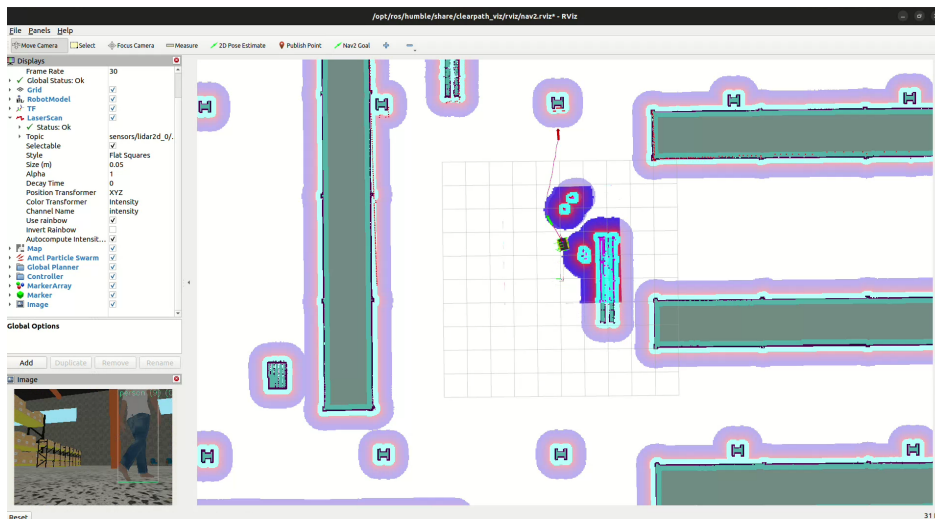 /opt/ros/humble/share/clearpath_viz/rviz/nav2.rviz* - RViz
File Panels Help
Move Camera Select Focus Camera Measure 2D Pose Estimate Publish Point Nav2 Goal
Displays
Frame Rate 30
Global Status: Ok
Grid
RobotModel
TF
LaserScan
Status: Ok
Topic sensors/lidar2d_0/.
Selectable
Style Flat Squares
Size (m) 0.05
Alpha 1
Decay Time 0
Position Transformer XYZ
Color Transformer Intensity
Channel Name intensity
Use rainbow
Invert Rainbow
Autocompute Intensit...
Map
Amcl Particle Swarm
Global Planner
Controller
MarkerArray
Marker
Image
Global Options
Add Duplicate Remove Rename
Image
Reset